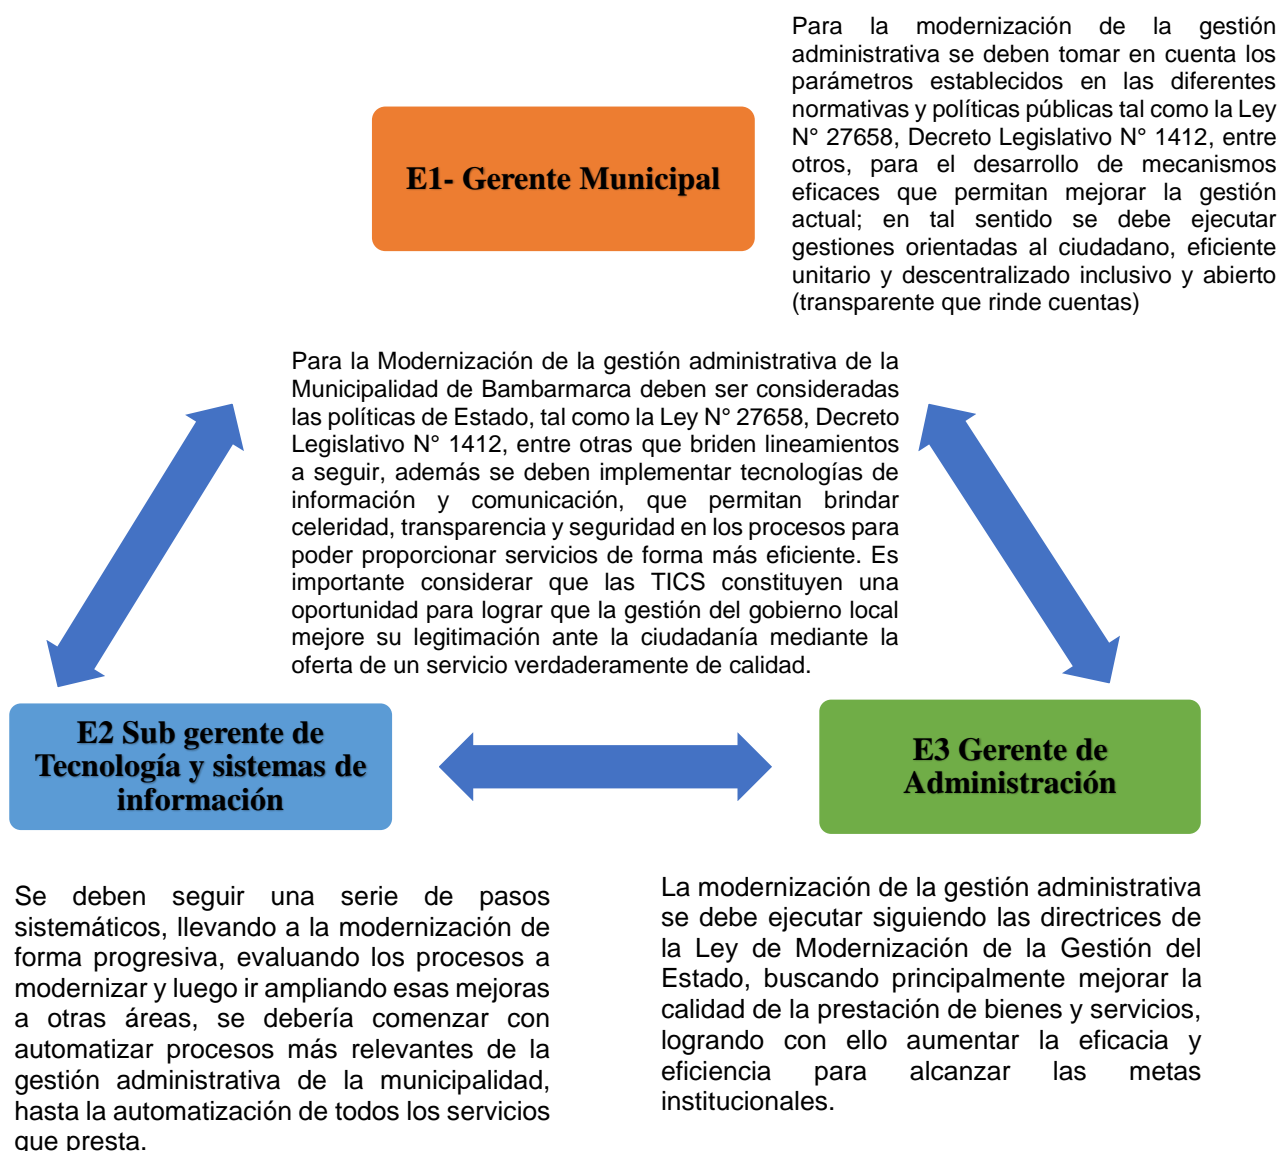 Para la modernización de la gestión
administrativa se deben tomar en cuenta los
parámetros establecidos en las diferentes
normativas y políticas públicas tal como la Ley
N° 27658, Decreto Legislativo N° 1412, entre
otros, para el desarrollo de mecanismos
eficaces que permitan mejorar la gestión
actual; en tal sentido se debe ejecutar
gestiones orientadas al ciudadano, eficiente
unitario y descentralizado inclusivo y abierto
(transparente que rinde cuentas)
E1- Gerente Municipal
Para la Modernización de la gestión administrativa de la
Municipalidad de Bambarmarca deben ser consideradas
las políticas de Estado, tal como la Ley N° 27658, Decreto
Legislativo N° 1412, entre otras que briden lineamientos
a seguir, además se deben implementar tecnologías de
información y comunicación, que permitan brindar
celeridad, transparencia y seguridad en los procesos para
poder proporcionar servicios de forma más eficiente. Es
importante considerar que las TICS constituyen una
oportunidad para lograr que la gestión del gobierno local
mejore su legitimación ante la ciudadanía mediante la
oferta de un servicio verdaderamente de calidad.
E2 Sub gerente de
Tecnología y sistemas de
información
E3 Gerente de
Administración
Se deben seguir una serie de pasos
sistemáticos, llevando a la modernización de
forma progresiva, evaluando los procesos a
modernizar y luego ir ampliando esas mejoras
a otras áreas, se debería comenzar con
automatizar procesos más relevantes de la
gestión administrativa de la municipalidad,
hasta la automatización de todos los servicios
que presta.
La modernización de la gestión administrativa
se debe ejecutar siguiendo las directrices de
la Ley de Modernización de la Gestión del
Estado, buscando principalmente mejorar la
calidad de la prestación de bienes y servicios,
logrando con ello aumentar la eficacia y
eficiencia para alcanzar las metas
institucionales.